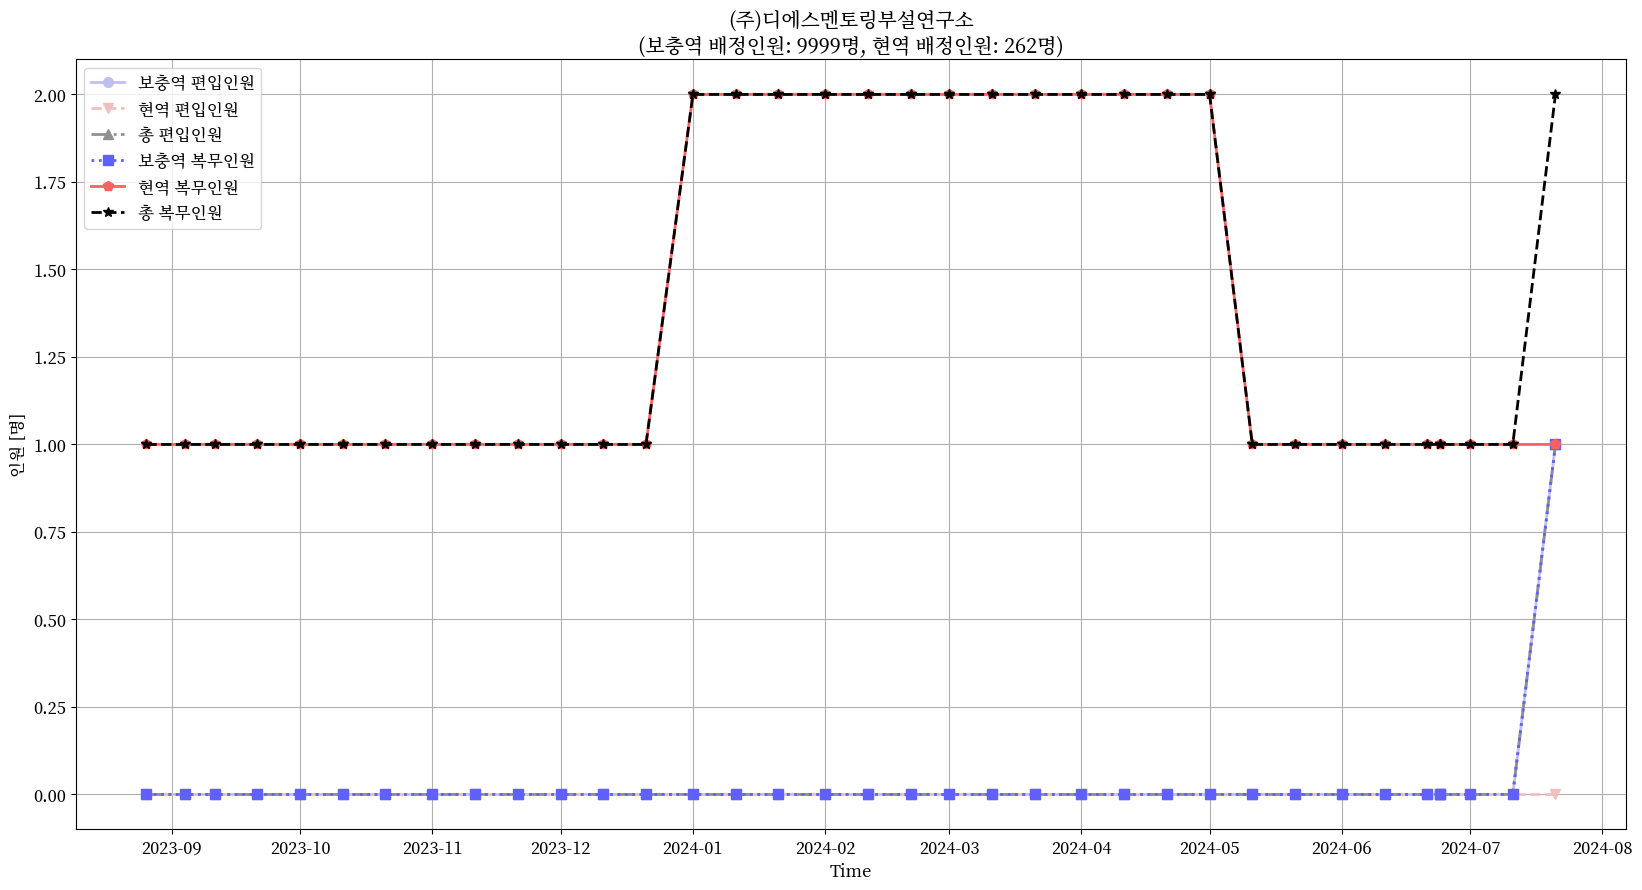 (주)디에스멘토링부설연구소
(보충역 배정인원: 9999명, 현역 배정인원: 262명)
보충역 편입인원
현역 편입인원
총 편입인원
보충역 복무인원
현역 복무인원
총 복무인원
인원 [명]
2.00
1.75
1.50
1.25
1.00
0.75
0.50
0.25
0.00
2023-09
2023-10
2023-11
2023-12
2024-01
2024-02
2024-03
2024-04
2024-05
2024-06
2024-07
2024-08
Time